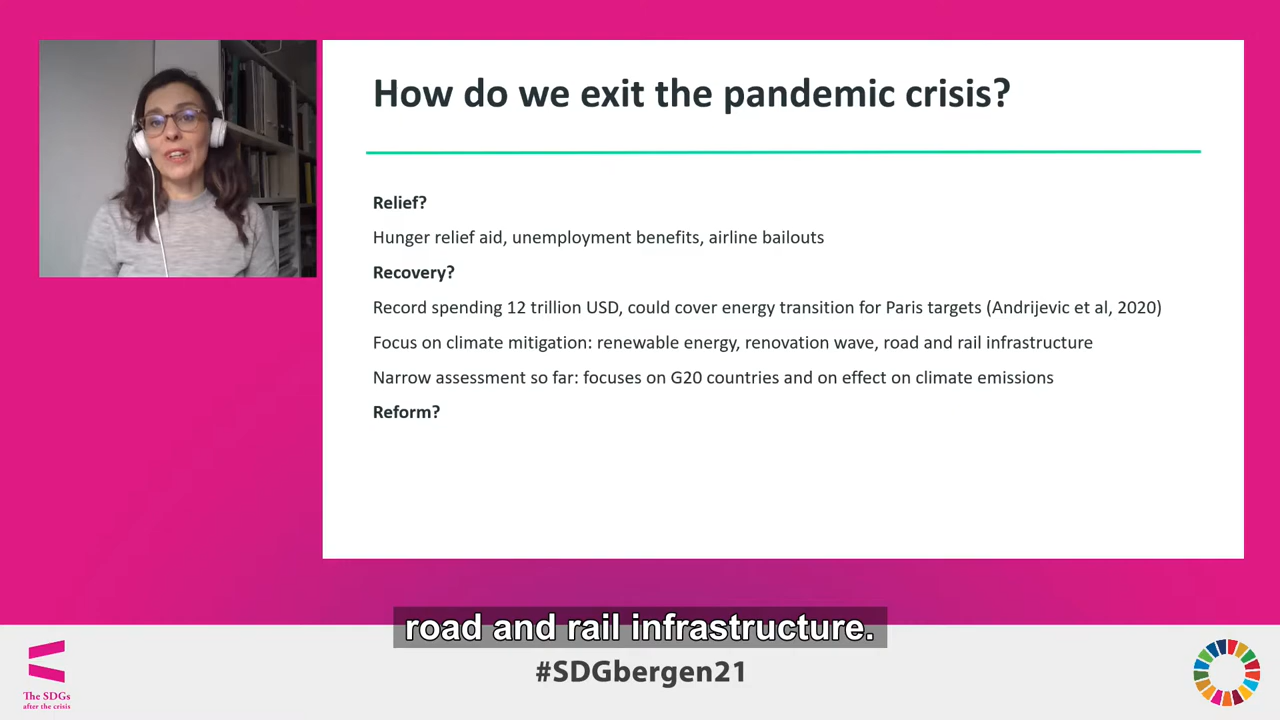 How do we exit the pandemic crisis?
Relief?
Hunger relief aid, unemployment benefits, airline bailouts
Recovery?
Record spending 12 trillion USD, could cover energy transition for Paris targets (Andrijevic et al, 2020)
Focus on climate mitigation: renewable energy, renovation wave, road and rail infrastructure
Narrow assessment so far: focuses on G20 countries and on effect on climate emissions
Reform?
road and rail infrastructure.
#SDGbergen21
The SDGs
after the crisis